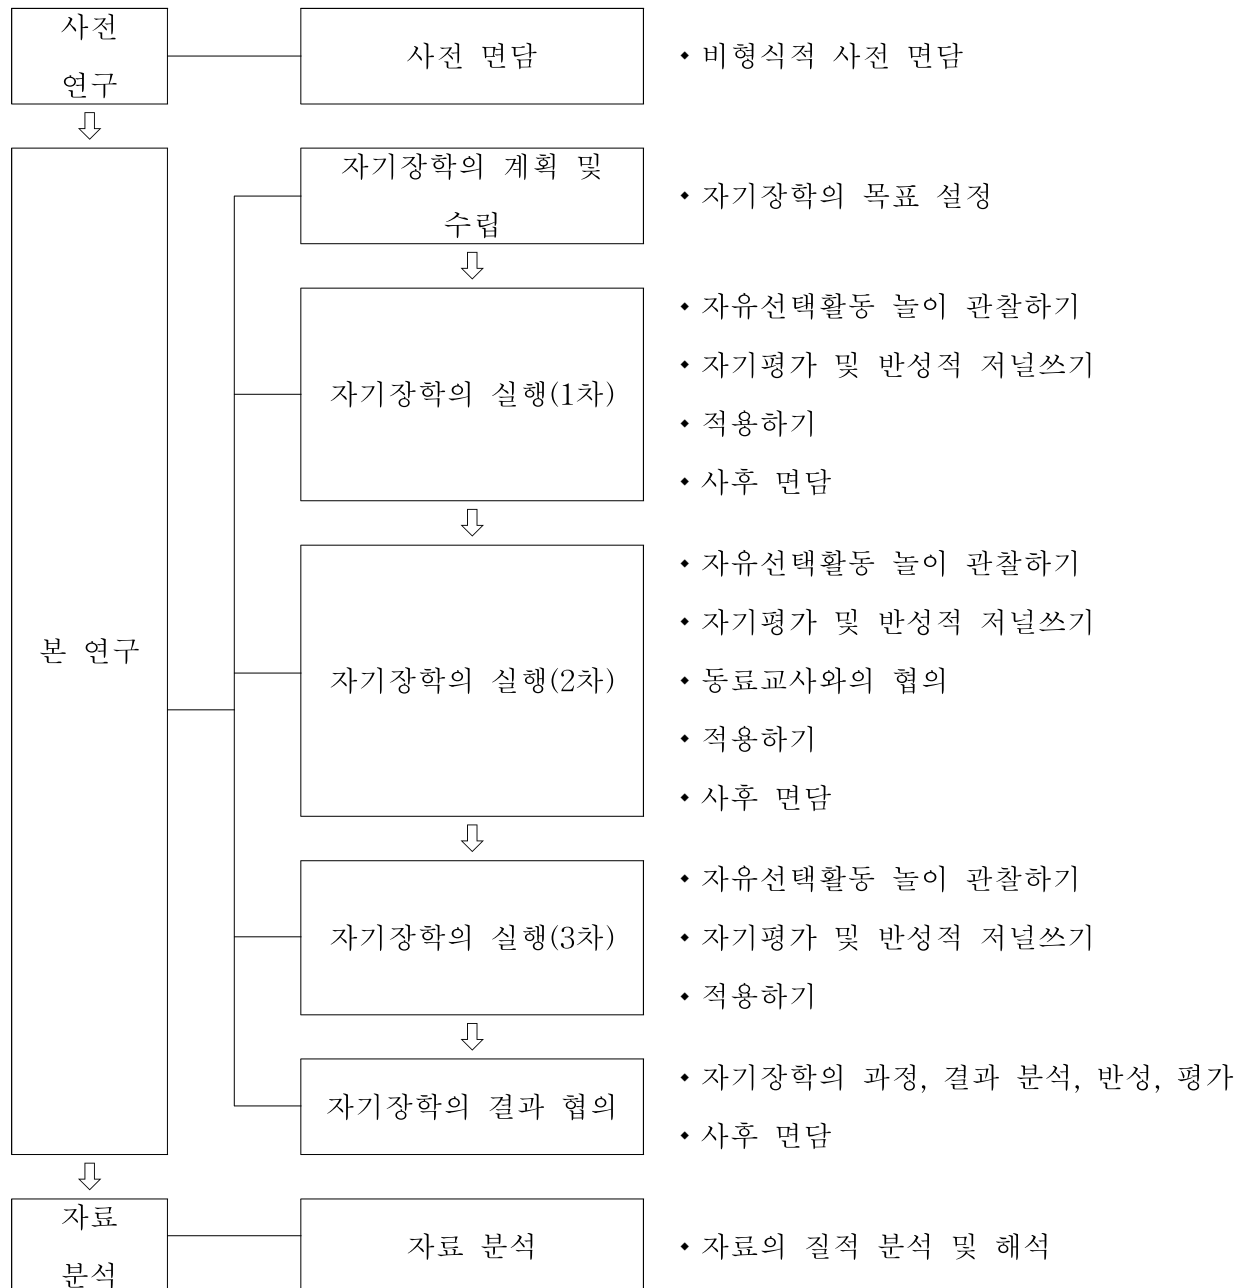 사전
연구
사전 면담
◆ 비형식적 사전 면담
본 연구
자기장학의 계획 및
수립
◆ 자기장학의 목표 설정
자기장학의 실행(1차)
◆ 자유선택활동 놀이 관찰하기
◆ 자기평가 및 반성적 저널쓰기
◆ 적용하기
◆ 사후 면담
자기장학의 실행(2차)
◆ 자유선택활동 놀이 관찰하기
◆ 자기평가 및 반성적 저널쓰기
◆ 동료교사와의 협의
◆ 적용하기
◆ 사후 면담
자기장학의 실행(3차)
◆ 자유선택활동 놀이 관찰하기
◆ 자기평가 및 반성적 저널쓰기
◆ 적용하기
자기장학의 결과 협의
◆ 자기장학의 과정, 결과 분석, 반성, 평가
◆ 사후 면담
자료
분석
자료 분석
◆ 자료의 질적 분석 및 해석